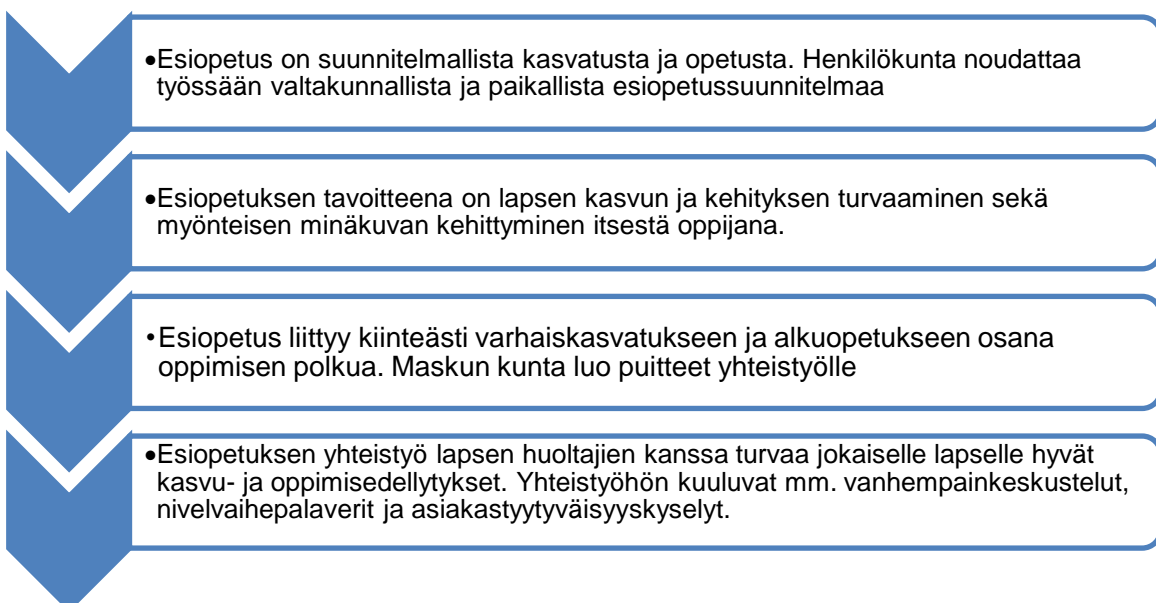 •Esiopetus on suunnitelmallista kasvatusta ja opetusta. Henkilökunta noudattaa
työssään valtakunnallista ja paikallista esiopetussuunnitelmaa
•Esiopetuksen tavoitteena on lapsen kasvun ja kehityksen turvaaminen sekä
myönteisen minäkuvan kehittyminen itsestä oppijana.
•Esiopetus liittyy kiinteästi varhaiskasvatukseen ja alkuopetukseen osana
oppimisen polkua. Maskun kunta luo puitteet yhteistyölle
•Esiopetuksen yhteistyö lapsen huoltajien kanssa turvaa jokaiselle lapselle hyvät
kasvu- ja oppimisedellytykset. Yhteistyöhön kuuluvat mm. vanhempainkeskustelut,
nivelvaihepalaverit ja asiakastyytyväisyyskyselyt.